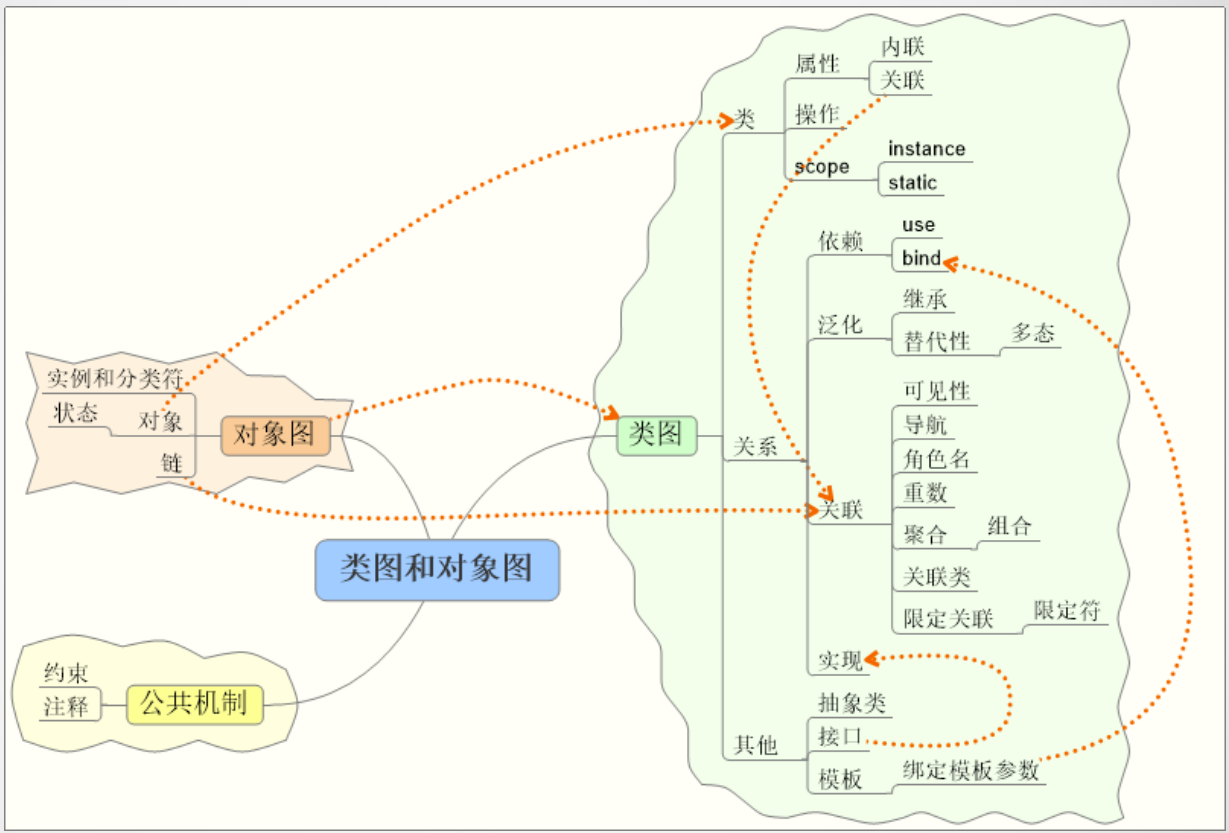 类图和对象图
对象图
实例和分类符
对象
状态
链
公共机制
约束
注释
类图
类
属性
内联
关联
操作
scope
instance
static
关系
依赖
use
bind
泛化
继承
替代性
多态
关联
可见性
导航
角色名
重数
聚合
组合
关联类
限定关联
限定符
实现
其他
抽象类
接口
模板
绑定模板参数